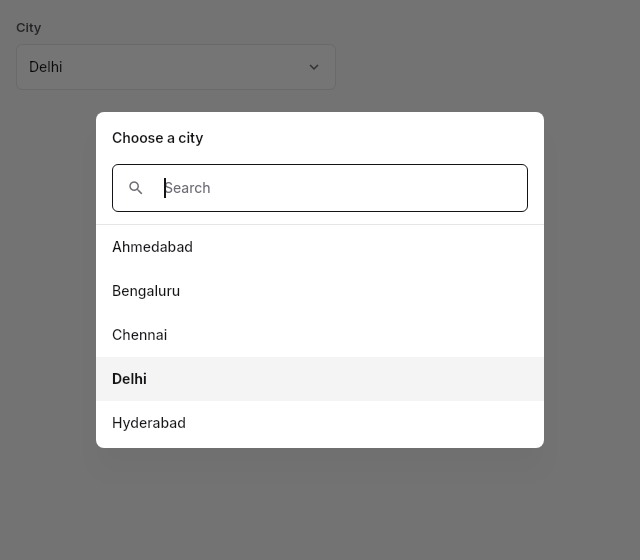 City
Delhi
Choose a city
Search
Ahmedabad
Bengaluru
Chennai
Delhi
Hyderabad